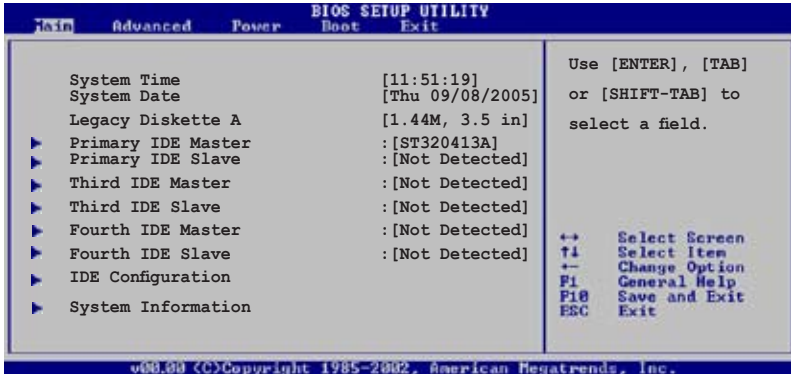 BIOS SETUP UTILITY
Main Advanced Power Boot Exit
System Time [11:51:19]
System Date [Thu 09/08/2005]
Legacy Diskette A [1.44M, 3.5 in]
Primary IDE Master :[ST320413A]
Primary IDE Slave :[Not Detected]
Third IDE Master :[Not Detected]
Third IDE Slave :[Not Detected]
Fourth IDE Master :[Not Detected]
Fourth IDE Slave :[Not Detected]
IDE Configuration
System Information
Use [ENTER], [TAB]
or [SHIFT-TAB] to
select a field.
↔ Select Screen
↑↓ Select Item
+- Change Option
F1 General Help
F10 Save and Exit
ESC Exit
v00.00 (C)Copyright 1985-2002, American Megatrends, Inc.